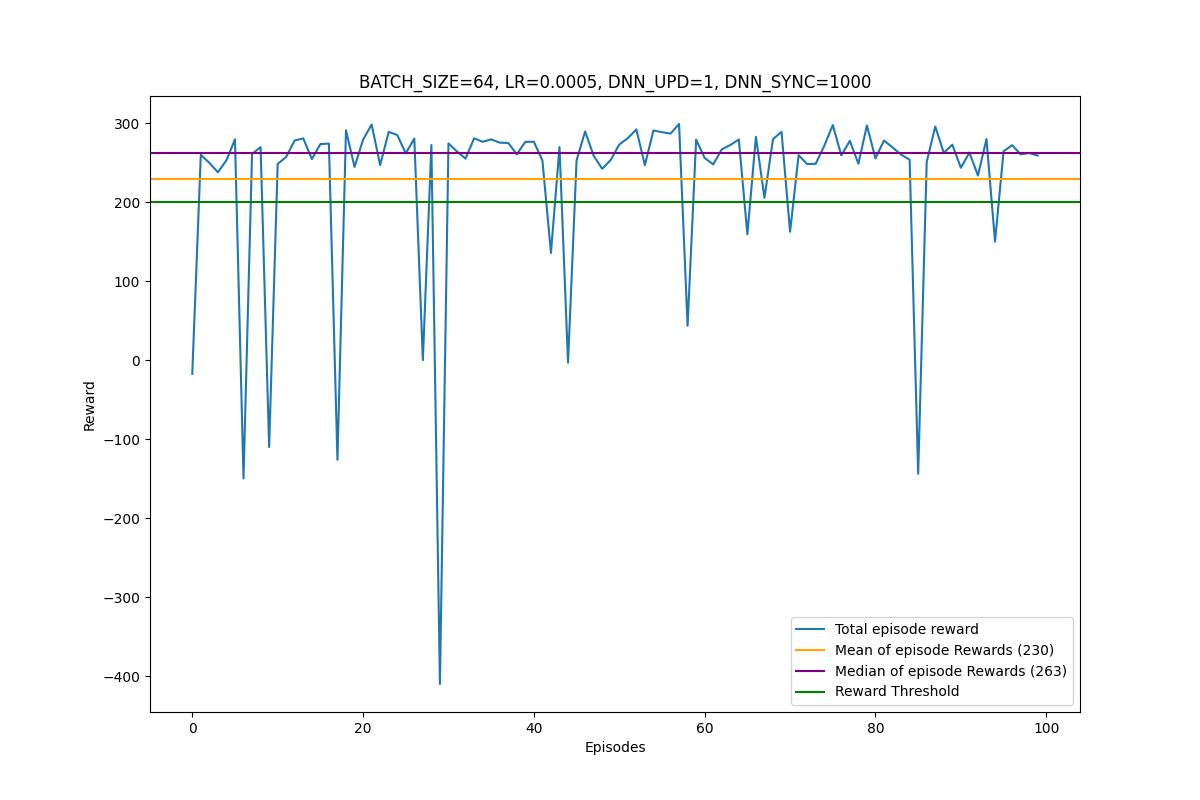 BATCH_SIZE=64, LR=0.0005, DNN_UPD=1, DNN_SYNC=1000
300
200
100
0
−100
−200
−300
−400
Reward
0
20
40
60
80
100
Episodes
Total episode reward
Mean of episode Rewards (230)
Median of episode Rewards (263)
Reward Threshold